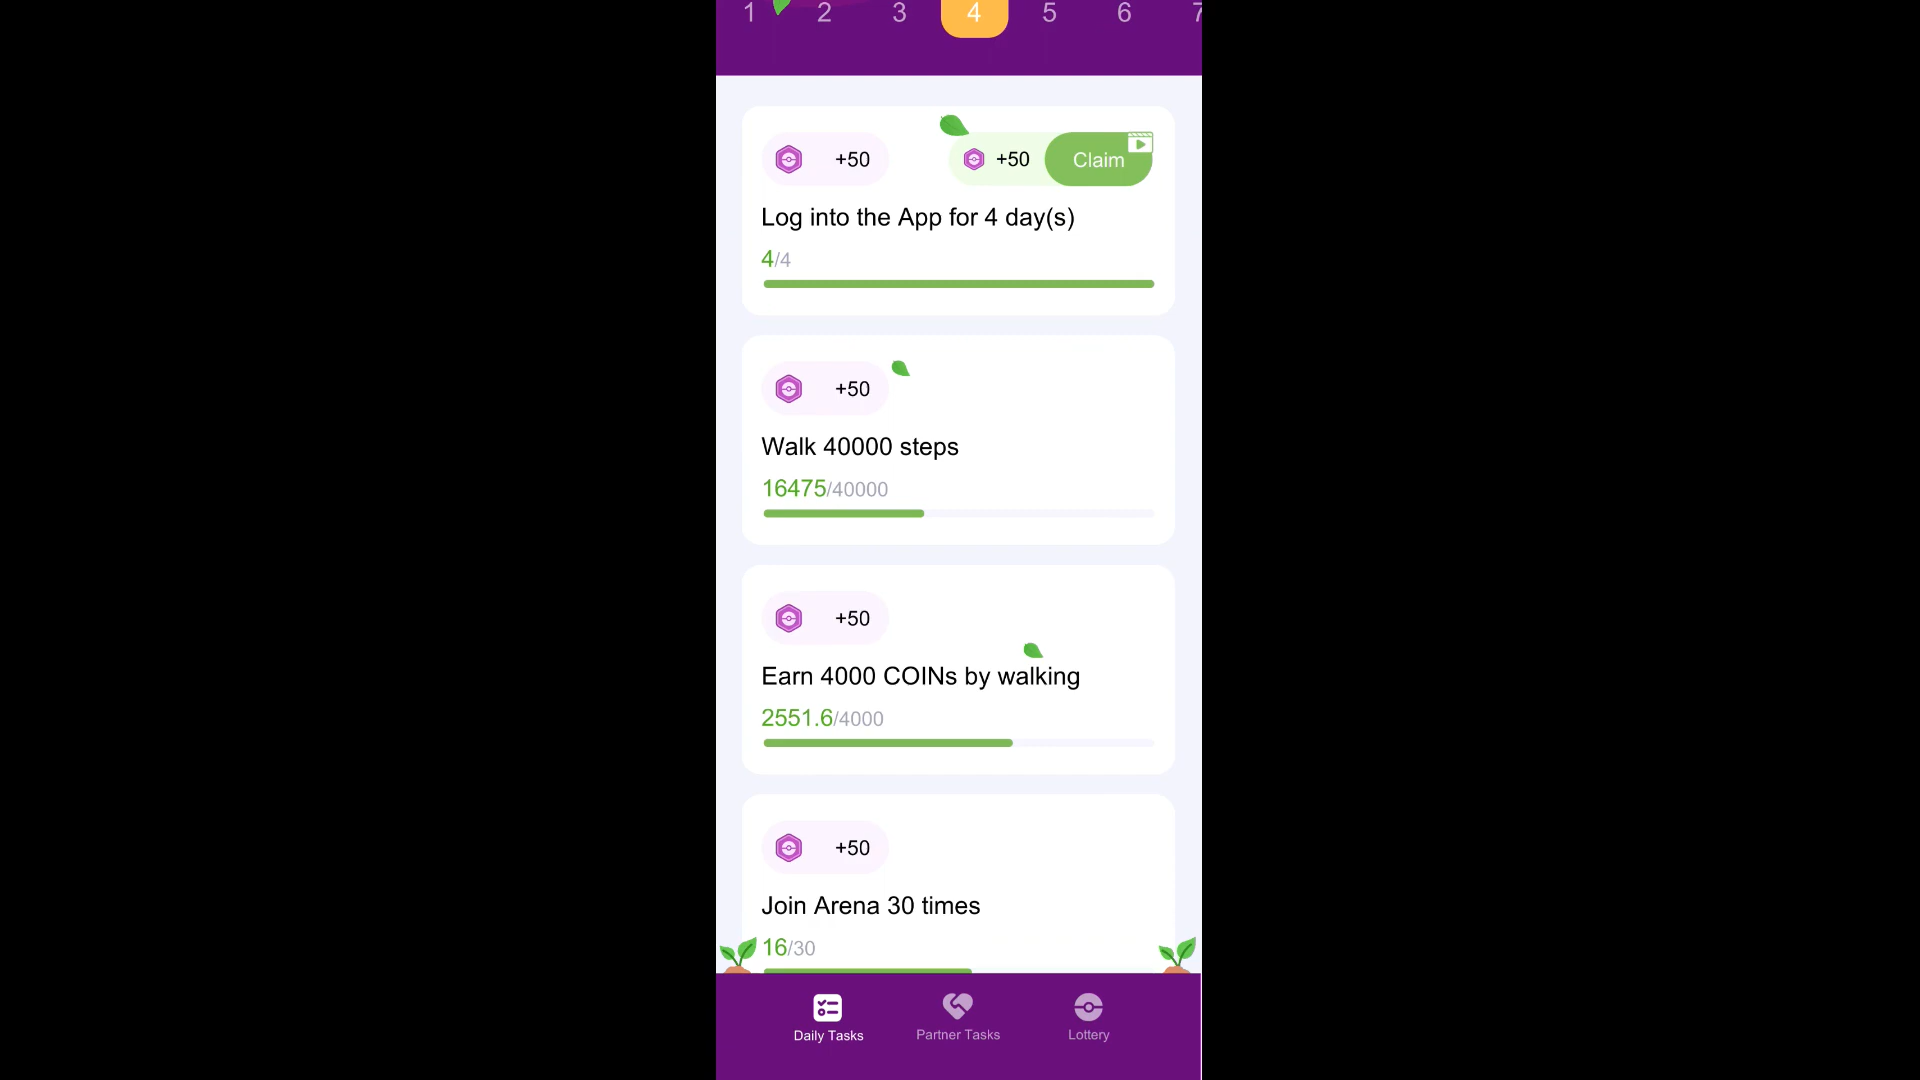 1 2 3 4 5 6 7
+50 +50 Claim
Log into the App for 4 day(s)
4/4
+50
Walk 40000 steps
16475/40000
+50
Earn 4000 COINs by walking
2551.6/4000
+50
Join Arena 30 times
16/30
Daily Tasks Partner Tasks Lottery